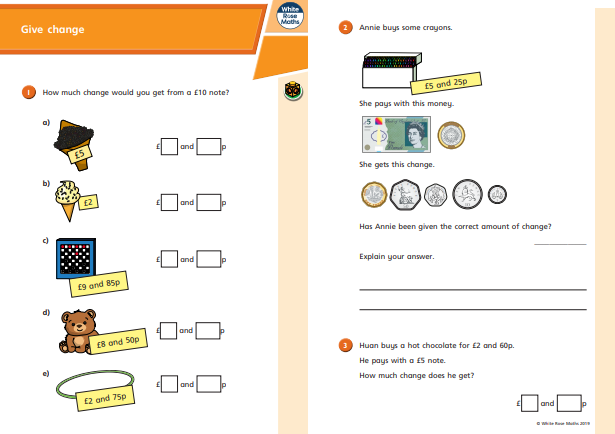 Give change
White
Rose
Maths
1 How much change would you get from a £10 note?
a)
£5
£ and p
b)
£2
£ and p
c)
£9 and 85p
£ and p
d)
£8 and 50p
£ and p
e)
£2 and 75p
£ and p
2 Annie buys some crayons.
£5 and 25p
She pays with this money.
£5
She gets this change.
Has Annie been given the correct amount of change?
Explain your answer.
3 Huan buys a hot chocolate for £2 and 60p.
He pays with a £5 note.
How much change does he get?
£ and p
© White Rose Maths 2019